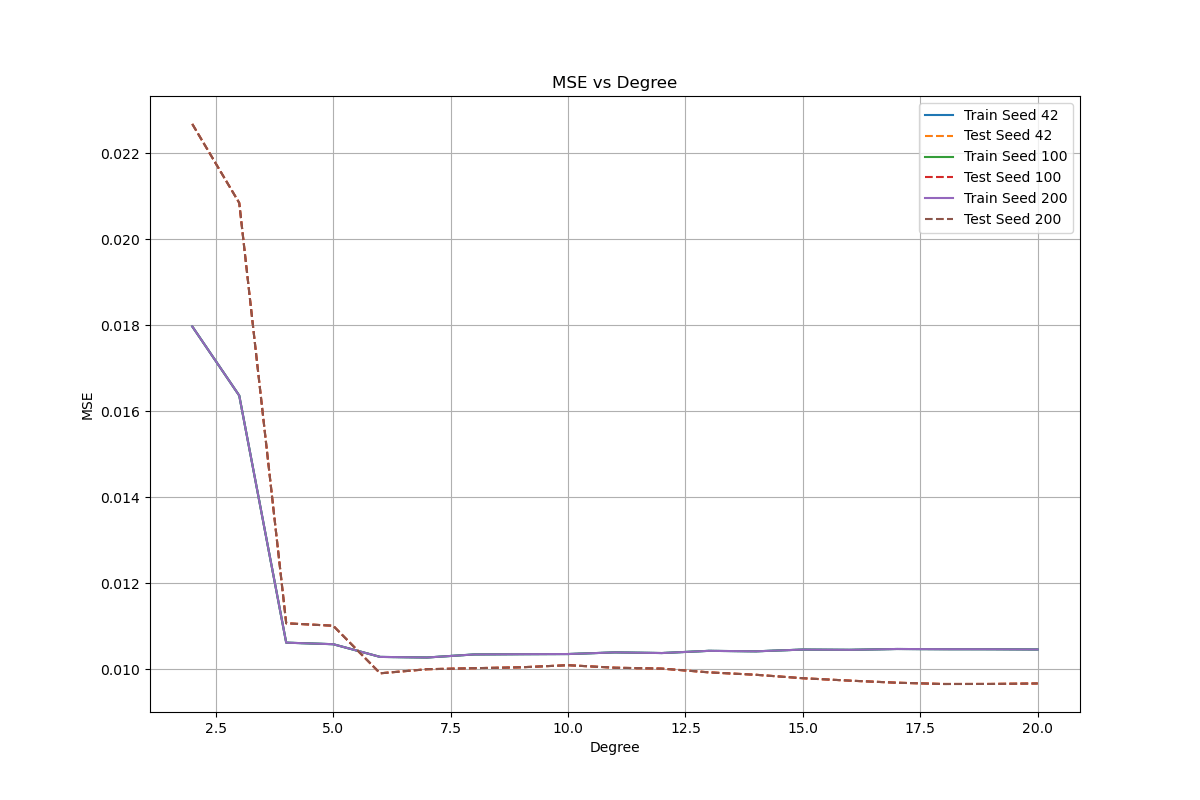 MSE vs Degree
Train Seed 42
Test Seed 42
Train Seed 100
Test Seed 100
Train Seed 200
Test Seed 200
MSE
0.022
0.020
0.018
0.016
0.014
0.012
0.010
2.5 5.0 7.5 10.0 12.5 15.0 17.5 20.0
Degree